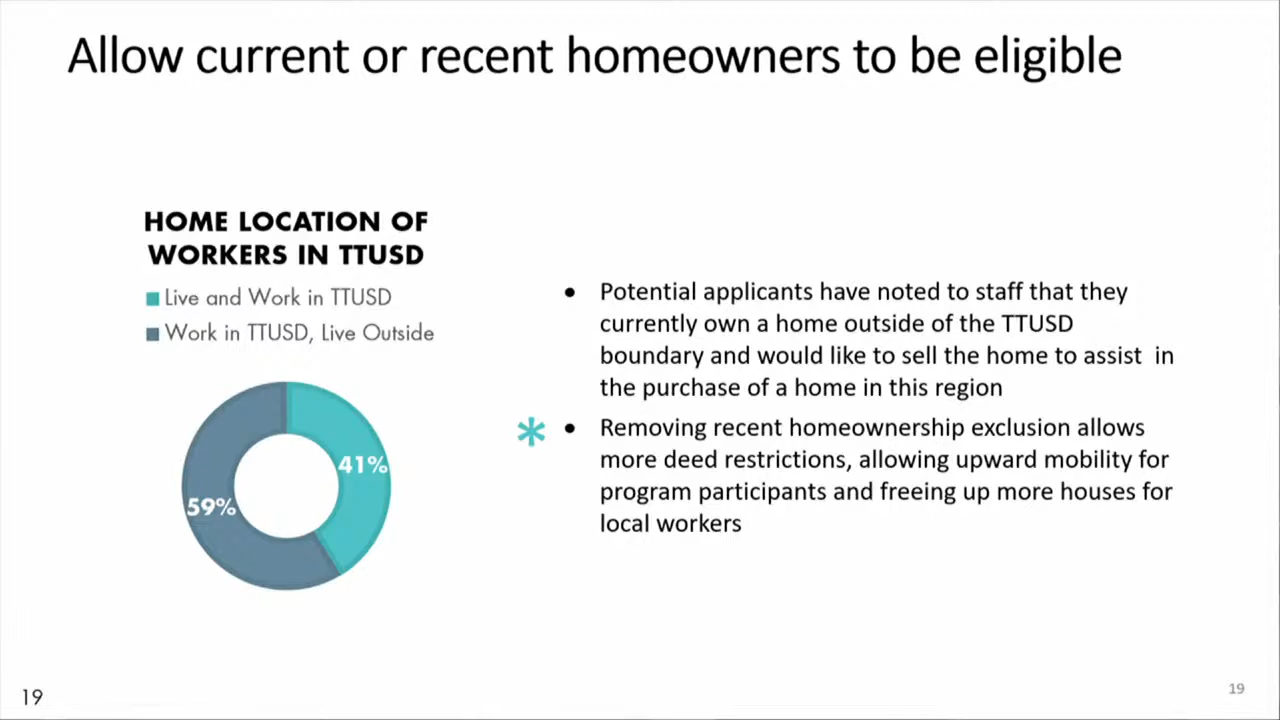 Allow current or recent homeowners to be eligible
HOME LOCATION OF
WORKERS IN TTUSD
Live and Work in TTUSD
Work in TTUSD, Live Outside
41%
59%
• Potential applicants have noted to staff that they
currently own a home outside of the TTUSD
boundary and would like to sell the home to assist in
the purchase of a home in this region
* • Removing recent homeownership exclusion allows
more deed restrictions, allowing upward mobility for
program participants and freeing up more houses for
local workers
19
19